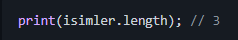 print(isimler.length); // 3